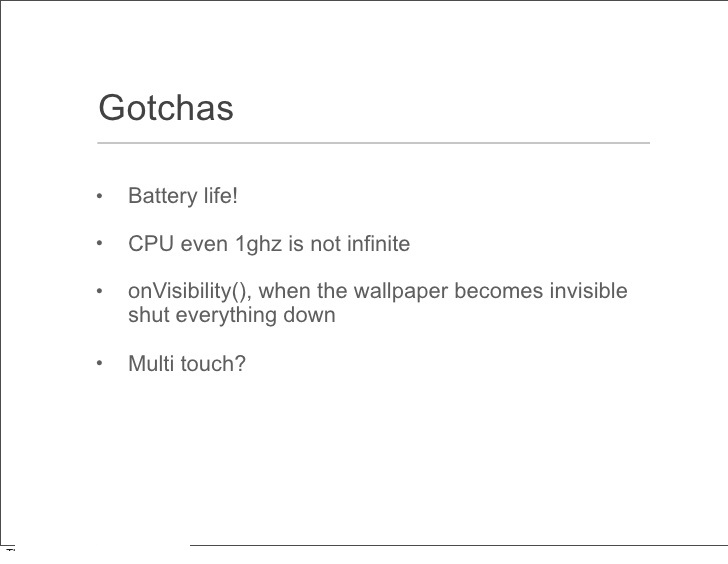 Gotchas
• Battery life!
• CPU even 1ghz is not infinite
• onVisibility(), when the wallpaper becomes invisible
shut everything down
• Multi touch?